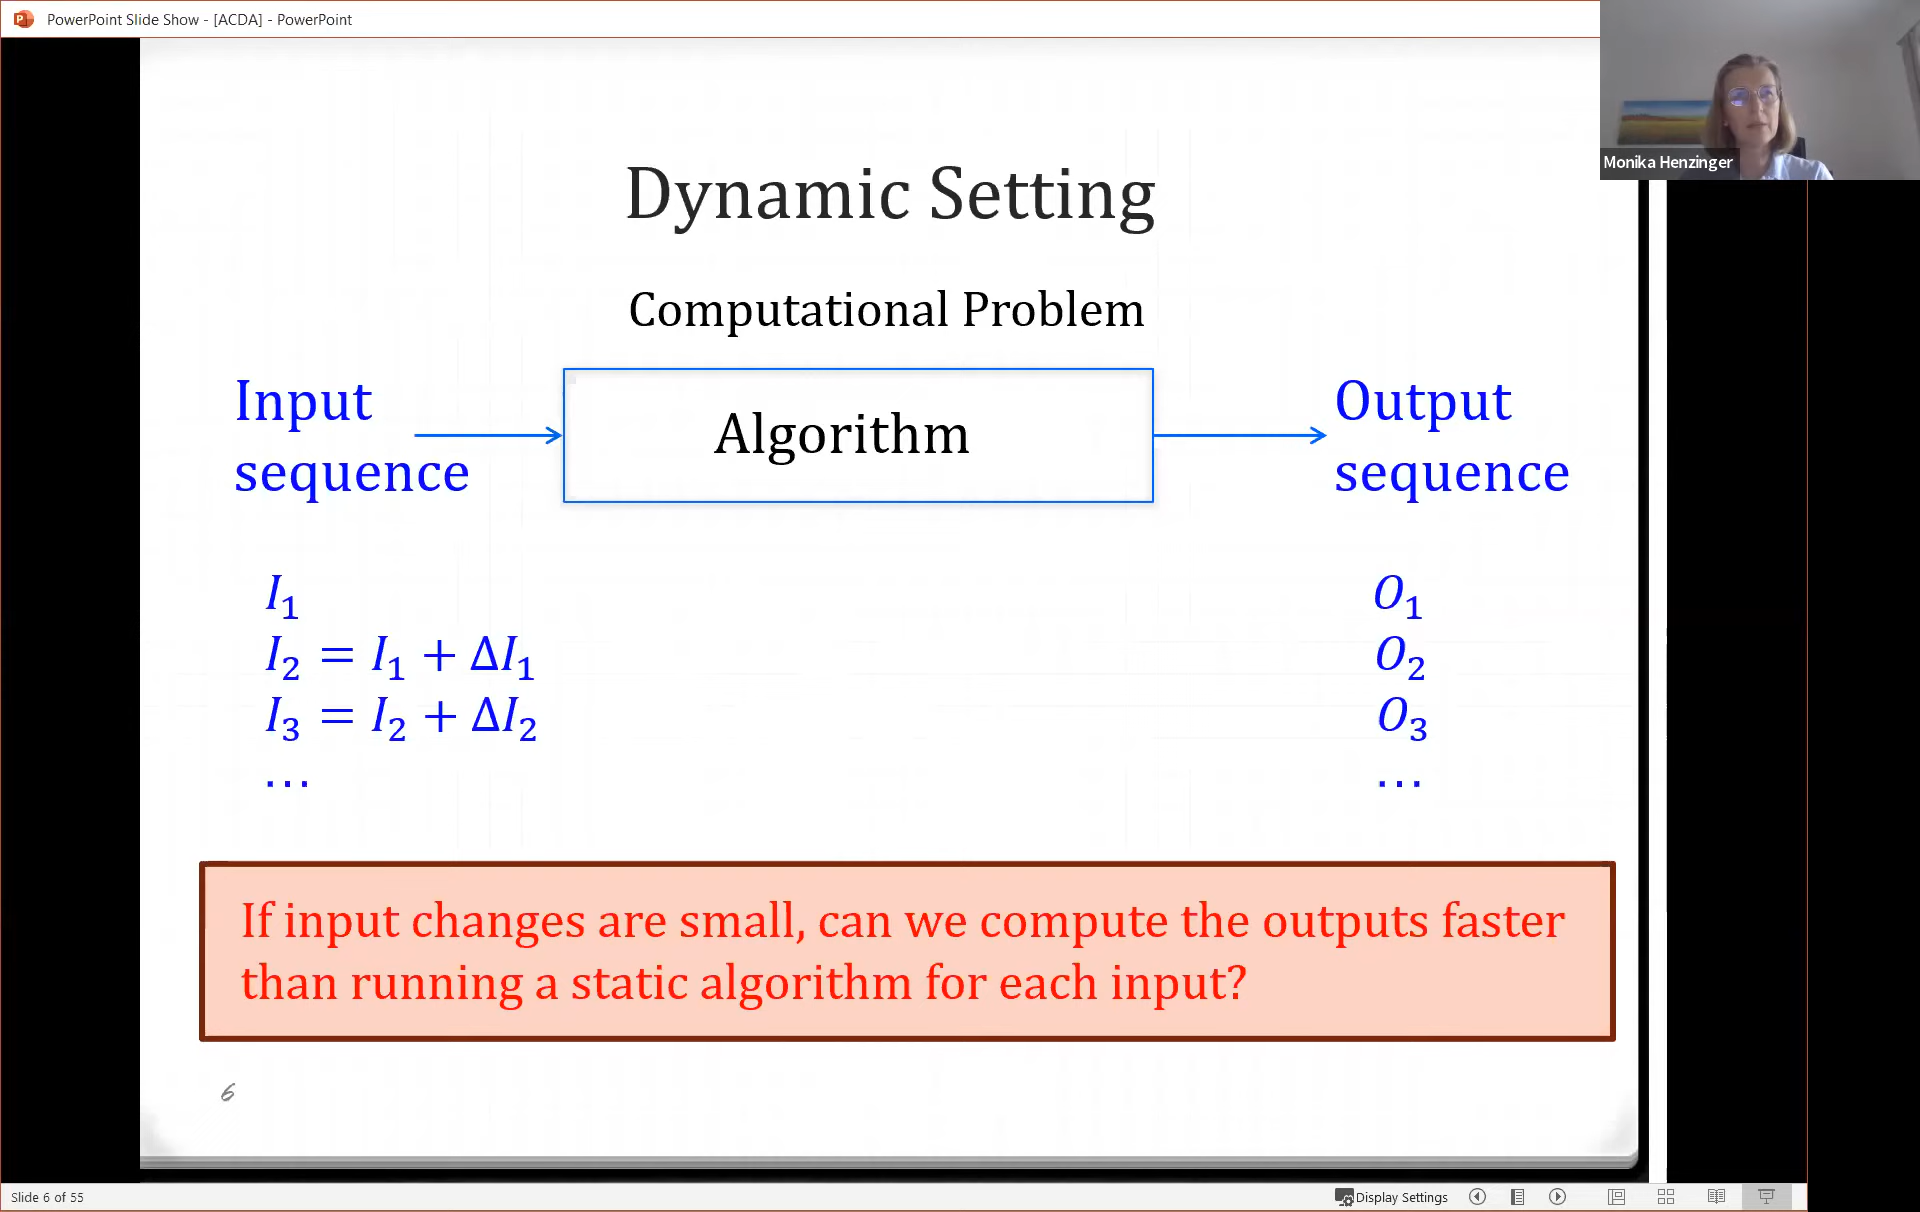 PowerPoint Slide Show - [ACDA] - PowerPoint
Monika Henzinger
Dynamic Setting
Computational Problem
Input
sequence
Algorithm
Output
sequence
I₁
I₂ = I₁ + ΔI₁
I₃ = I₂ + ΔI₂
…
O₁
O₂
O₃
…
If input changes are small, can we compute the outputs faster
than running a static algorithm for each input?
6
Slide 6 of 55
Display Settings